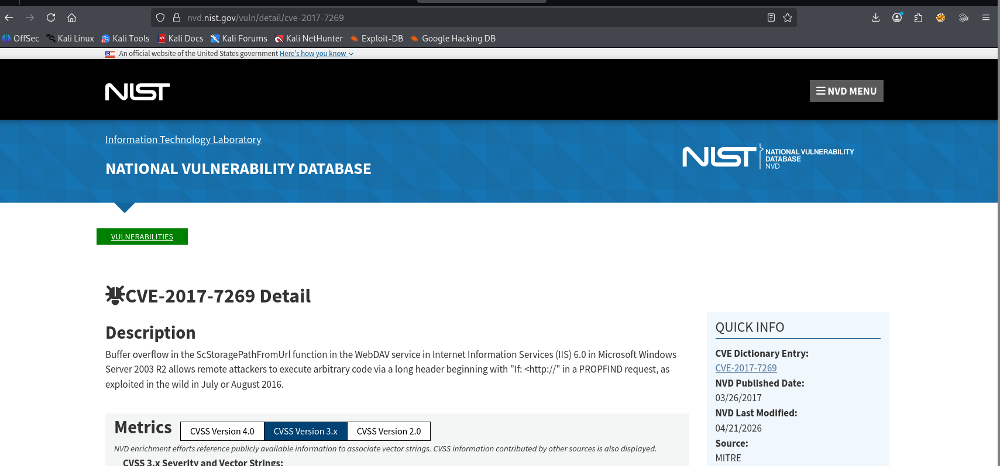 nvd.nist.gov/vuln/detail/cve-2017-7269
OffSec Kali Linux Kali Tools Kali Docs Kali Forums Kali NetHunter Exploit-DB Google Hacking DB
An official website of the United States government Here's how you know
NIST
NVD MENU
Information Technology Laboratory
NATIONAL VULNERABILITY DATABASE
NIST
NATIONAL VULNERABILITY
DATABASE
NVD
VULNERABILITIES
CVE-2017-7269 Detail
Description
Buffer overflow in the ScStoragePathFromUrl function in the WebDAV service in Internet Information Services (IIS) 6.0 in Microsoft Windows
Server 2003 R2 allows remote attackers to execute arbitrary code via a long header beginning with "If: <http://" in a PROPFIND request, as
exploited in the wild in July or August 2016.
Metrics
CVSS Version 4.0 CVSS Version 3.x CVSS Version 2.0
NVD enrichment efforts reference publicly available information to associate vector strings. CVSS information contributed by other sources is also displayed.
CVSS 3.x Severity and Vector Strings:
QUICK INFO
CVE Dictionary Entry:
CVE-2017-7269
NVD Published Date:
03/26/2017
NVD Last Modified:
04/21/2026
Source:
MITRE